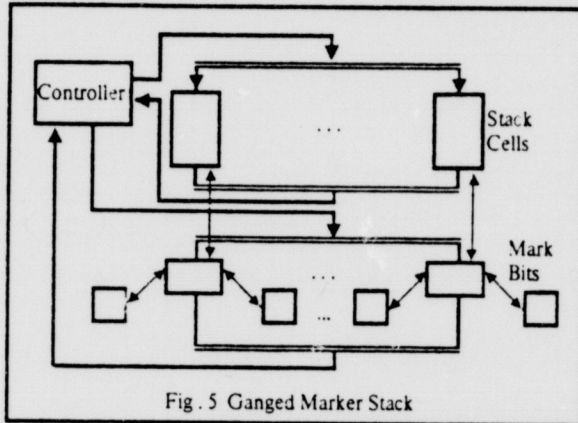 Controller
...
Stack
Cells
Mark
Bits
...
...
Fig. 5 Ganged Marker Stack